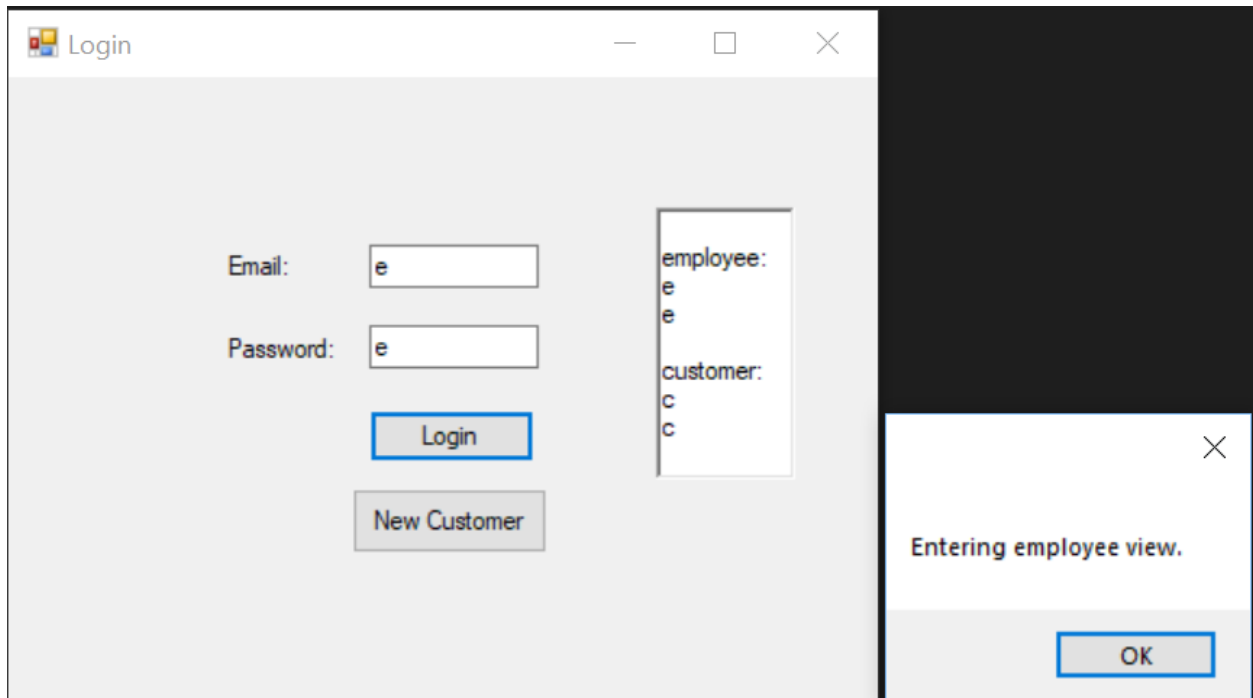 Login
Email: e
Password: e
Login
New Customer
employee:
e
e
customer:
c
c
Entering employee view.
OK